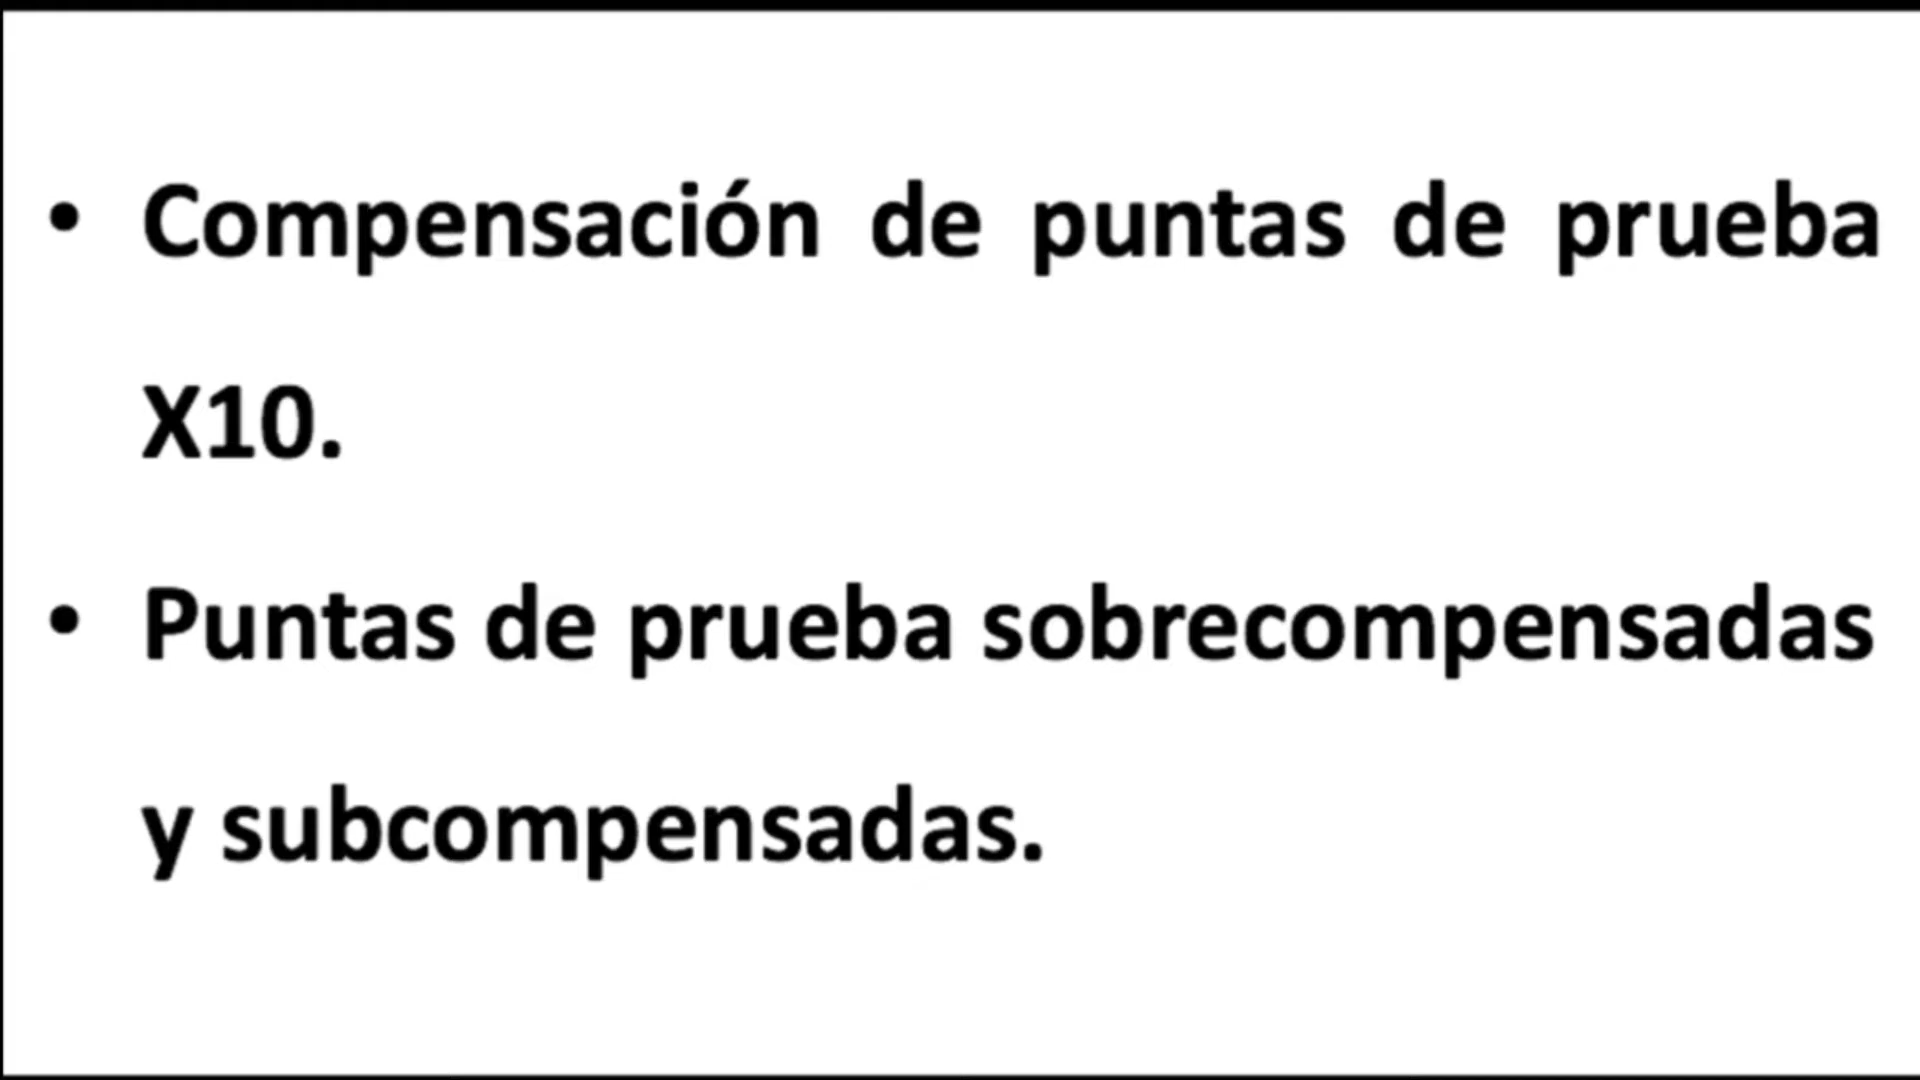 • Compensación de puntas de prueba
X10.
• Puntas de prueba sobrecompensadas
y subcompensadas.